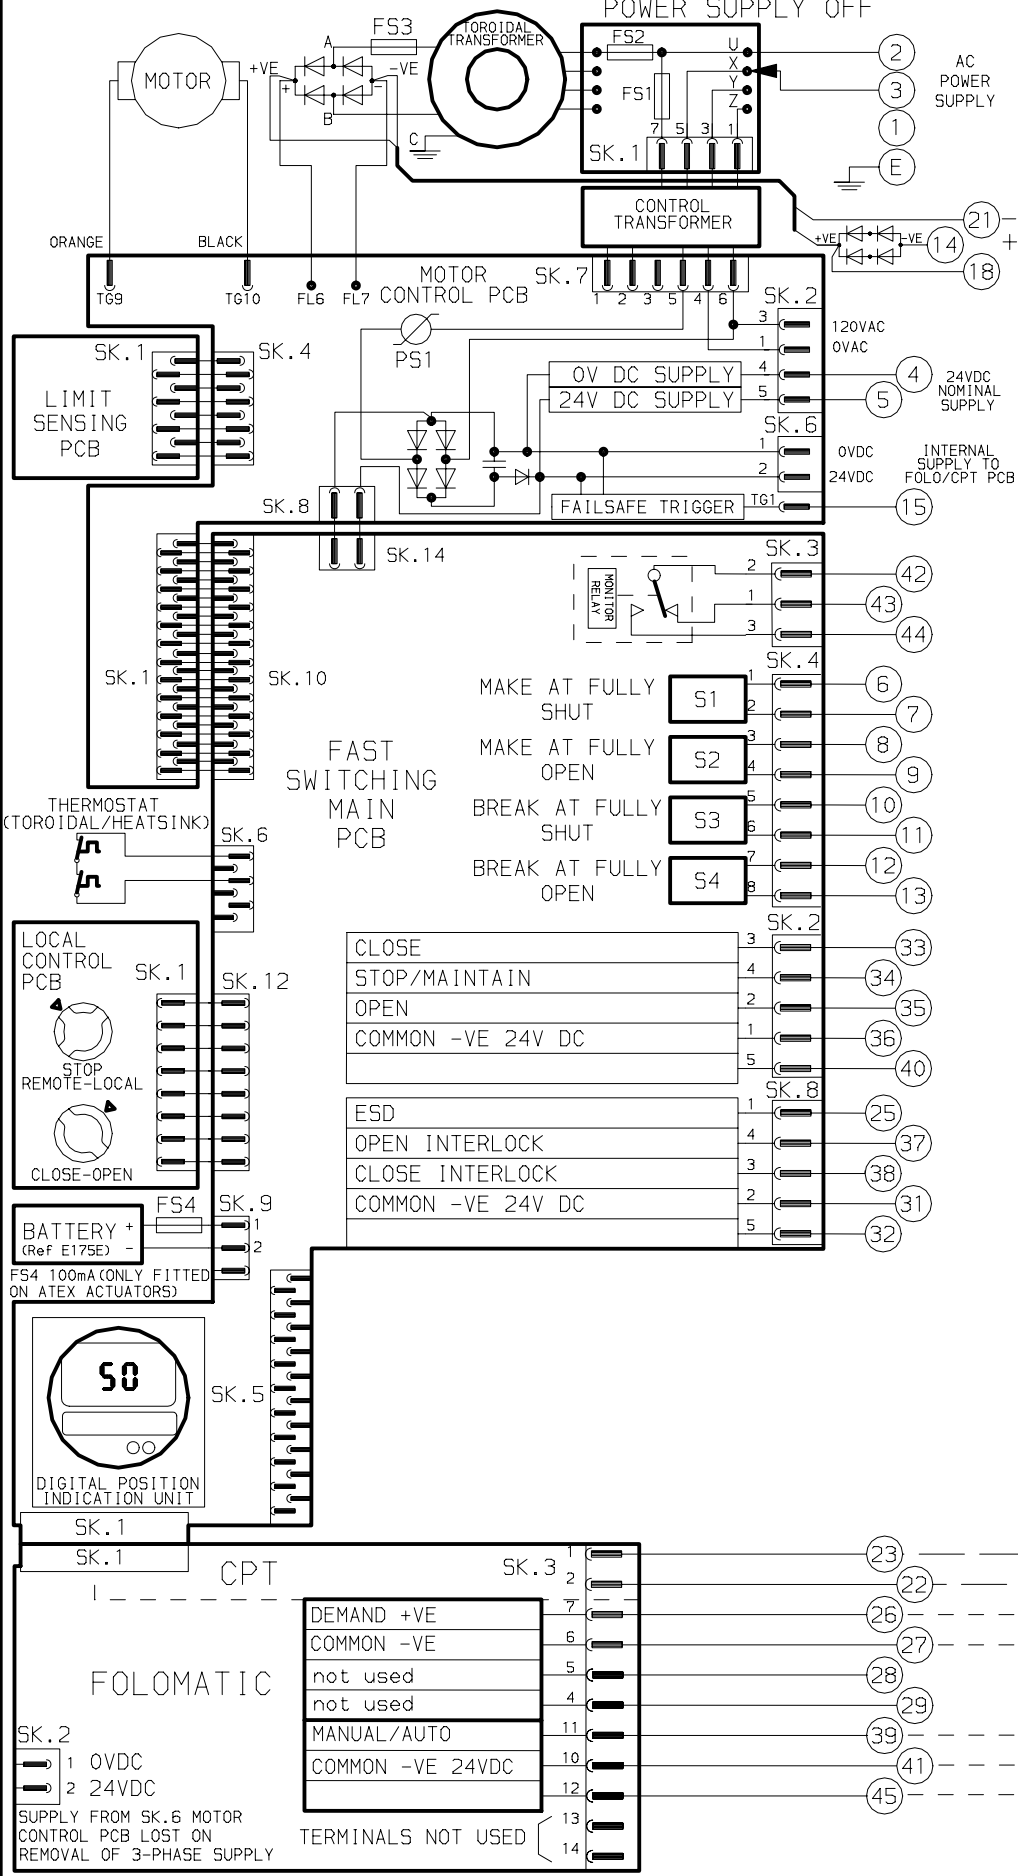 POWER SUPPLY OFF
FS3
TOROIDAL
TRANSFORMER
FS2
U
X
Y
Z
FS1
7 5 3 1
SK.1
2
3
1
E
AC
POWER
SUPPLY
MOTOR
+VE
A
-VE
+
-
B
C
CONTROL
TRANSFORMER
21 -
+VE
-VE
14
+
18
ORANGE
BLACK
TG9
TG10
FL6
FL7
MOTOR
CONTROL PCB
SK.7
1 2 3 5 4 6
PS1
SK.2
3
120VAC
1
0VAC
0V DC SUPPLY
4
4
24V DC SUPPLY
5
5
24VDC
NOMINAL
SUPPLY
SK.6
1
0VDC
2
24VDC
INTERNAL
SUPPLY TO
FOLO/CPT PCB
FAILSAFE TRIGGER
TG1
15
SK.1
SK.4
LIMIT
SENSING
PCB
SK.8
SK.14
SK.3
MONITOR
RELAY
2
42
1
43
3
44
SK.1
SK.10
FAST
SWITCHING
MAIN
PCB
SK.4
MAKE AT FULLY
SHUT
S1
1
6
2
7
MAKE AT FULLY
OPEN
S2
3
8
4
9
BREAK AT FULLY
SHUT
S3
5
10
6
11
BREAK AT FULLY
OPEN
S4
7
12
8
13
THERMOSTAT
(TOROIDAL/HEATSINK)
SK.6
SK.2
CLOSE
3
33
STOP/MAINTAIN
4
34
OPEN
2
35
COMMON -VE 24V DC
1
36
5
40
LOCAL
CONTROL
PCB
SK.1
SK.12
STOP
REMOTE-LOCAL
CLOSE-OPEN
SK.8
ESD
1
25
OPEN INTERLOCK
4
37
CLOSE INTERLOCK
3
38
COMMON -VE 24V DC
2
31
5
32
BATTERY +
(Ref E175E) -
FS4
SK.9
1
2
FS4 100mA(ONLY FITTED
ON ATEX ACTUATORS)
50
DIGITAL POSITION
INDICATION UNIT
SK.5
SK.1
SK.1
CPT
SK.3
1
23
2
22
DEMAND +VE
7
26
COMMON -VE
6
27
not used
5
28
not used
4
29
MANUAL/AUTO
11
39
COMMON -VE 24VDC
10
41
12
45
TERMINALS NOT USED
13
14
FOLOMATIC
SK.2
1 0VDC
2 24VDC
SUPPLY FROM SK.6 MOTOR
CONTROL PCB LOST ON
REMOVAL OF 3-PHASE SUPPLY